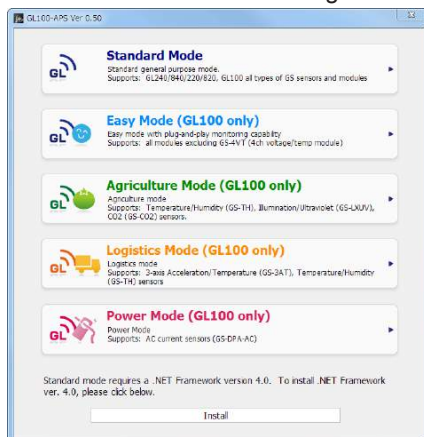 GL100-APS Ver 0.50
Standard Mode
Standard general purpose mode.
Supports: GL240/840/220/820, GL100 all types of GS sensors and modules
GL
Easy Mode (GL100 only)
Easy mode with plug-and-play monitoring capability
Supports: all modules excluding GS-4VT (4ch voltage/temp module)
GL
Agriculture Mode (GL100 only)
Agriculture mode
Supports: Temperature/Humidity (GS-TH), Illumination/Ultraviolet (GS-LXUV),
CO2 (GS-CO2) sensors.
GL
Logistics Mode (GL100 only)
Logistics mode
Supports: 3-axis Acceleration/Temperature (GS-3AT), Temperature/Humidity
(GS-TH) sensors
GL
Power Mode (GL100 only)
Power Mode
Supports: AC current sensors (GS-DPA-AC)
GL
Standard mode requires a .NET Framework version 4.0. To install .NET Framework
ver. 4.0, please click below.
Install